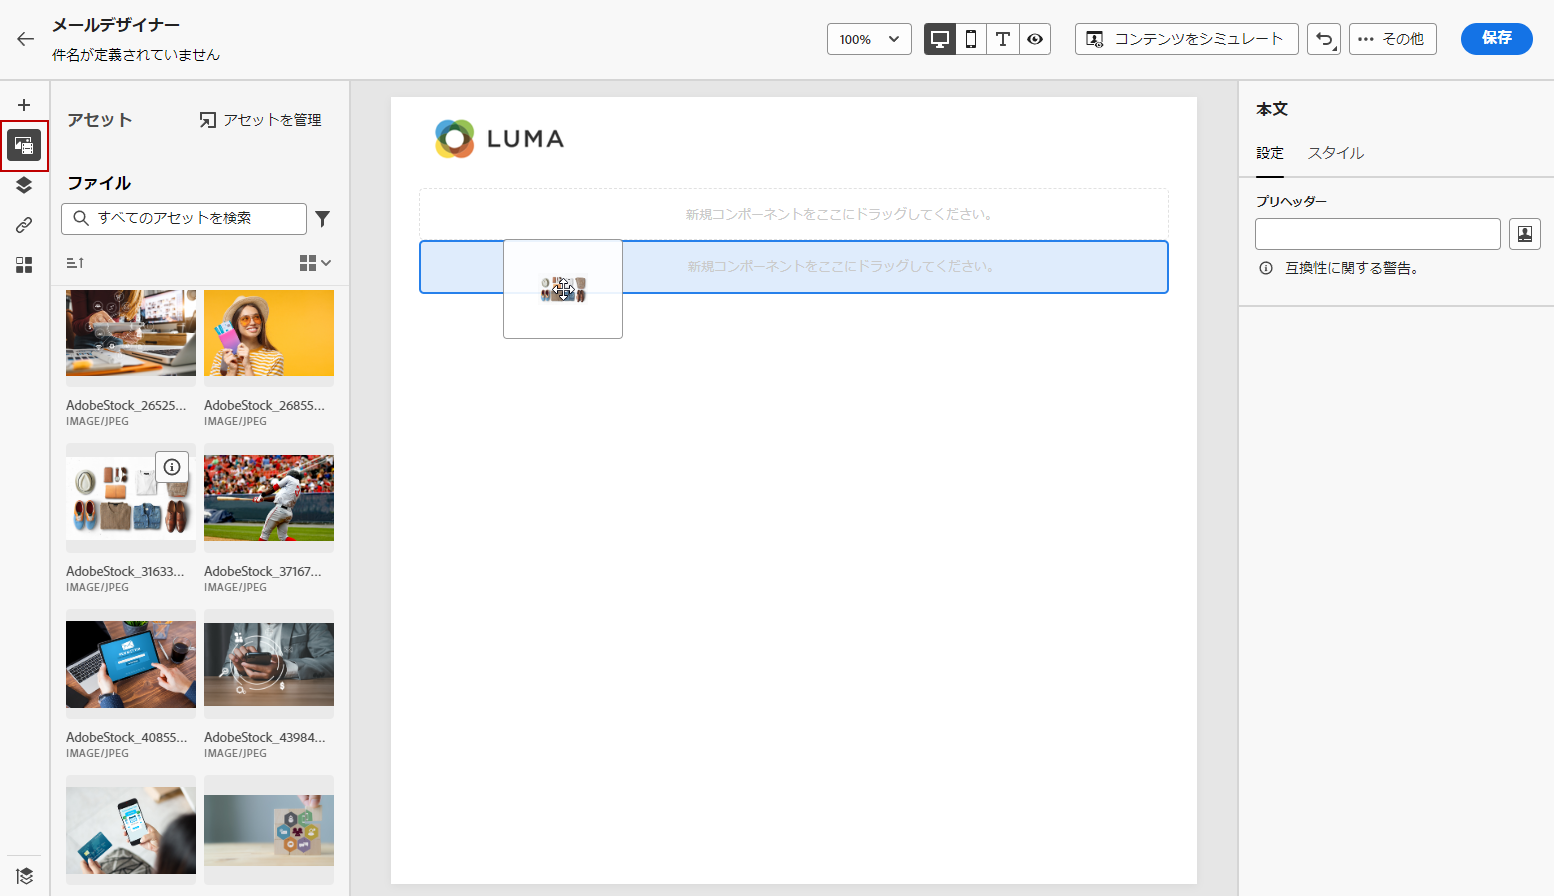 メールデザイナー
件名が定義されていません
100%
コンテンツをシミュレート
その他
保存
アセット
アセットを管理
ファイル
すべてのアセットを検索
AdobeStock_26525...
IMAGE/JPEG
AdobeStock_26855...
IMAGE/JPEG
AdobeStock_31633...
IMAGE/JPEG
AdobeStock_37167...
IMAGE/JPEG
AdobeStock_40855...
IMAGE/JPEG
AdobeStock_43984...
IMAGE/JPEG
LUMA
新規コンポーネントをここにドラッグしてください。
新規コンポーネントをここにドラッグしてください。
本文
設定 スタイル
プリヘッダー
互換性に関する警告。